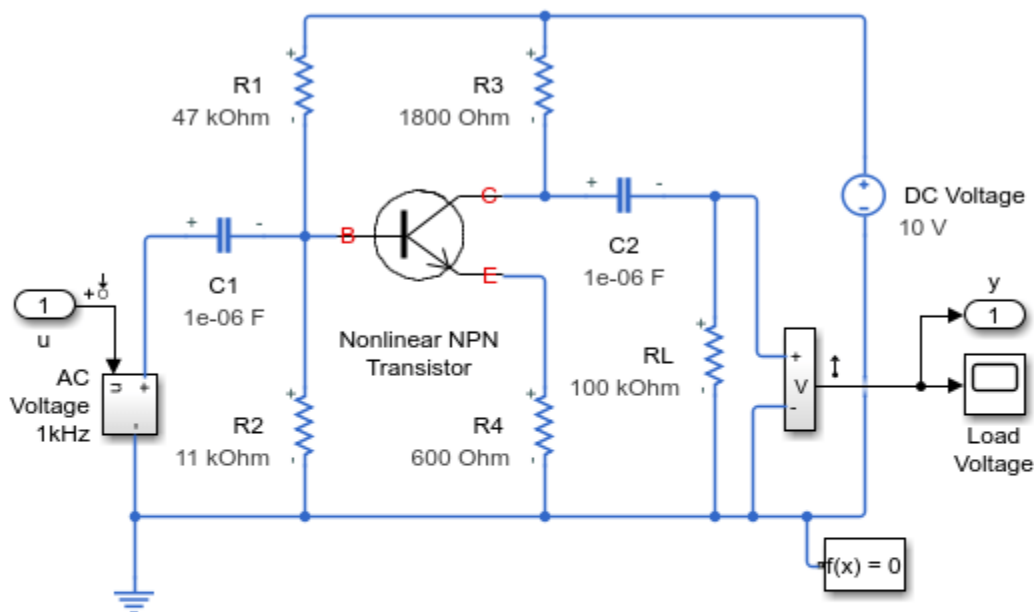 R1
47 kOhm
R3
1800 Ohm
DC Voltage
10 V
B
C
E
C1
1e-06 F
C2
1e-06 F
Nonlinear NPN
Transistor
1
u
AC
Voltage
1kHz
u
+
-
R2
11 kOhm
R4
600 Ohm
RL
100 kOhm
+
V
-
y
1
Load
Voltage
f(x) = 0